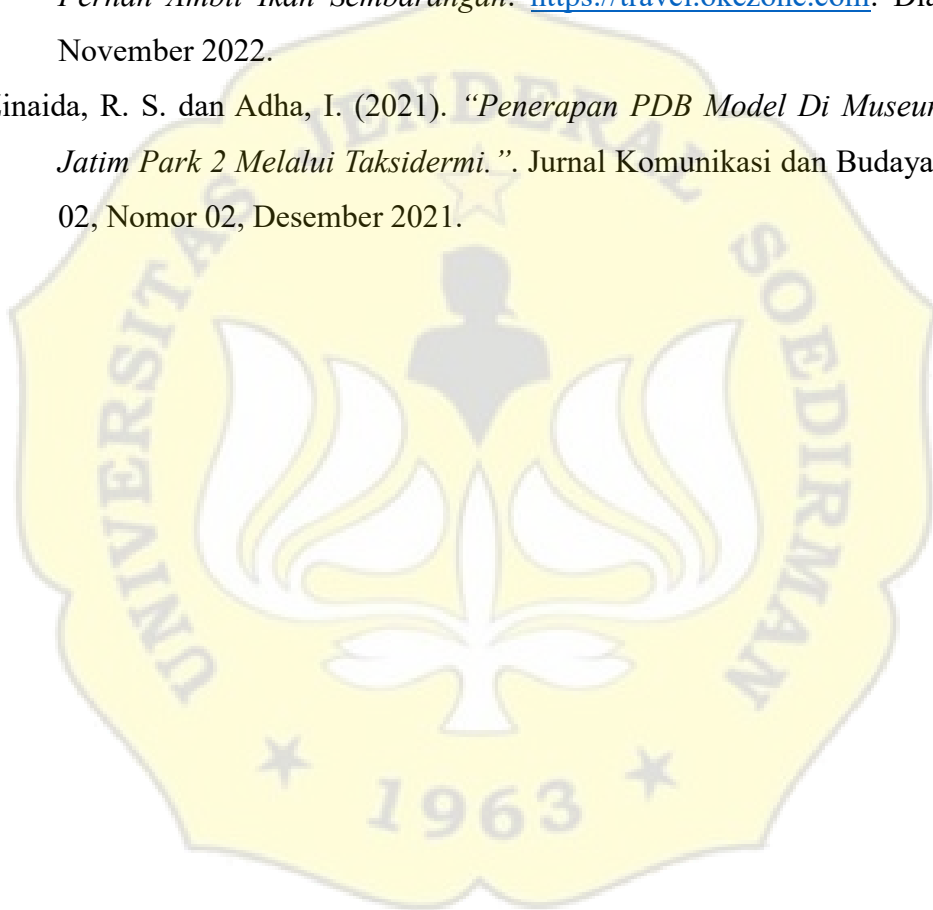 Pernah Ambil Ikan Sembarangan. https://travel.okezone.com. Dia
November 2022.
Zinaida, R. S. dan Adha, I. (2021). “Penerapan PDB Model Di Museum
Jatim Park 2 Melalui Taksidermi.”. Jurnal Komunikasi dan Budaya
02, Nomor 02, Desember 2021.
UNIVERSITAS JENDERAL SOEDIRMAN
1963